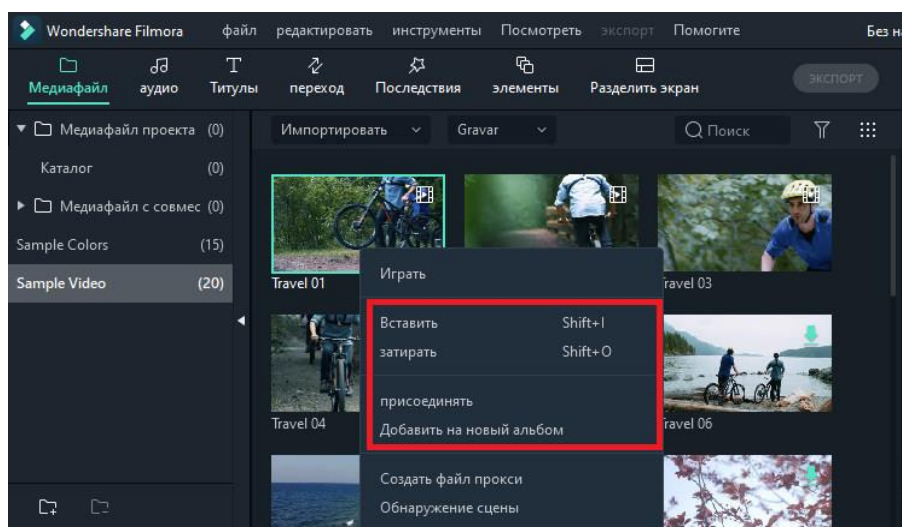 Wondershare Filmora файл редактировать инструменты Посмотреть экспорт Помогите Без на
Медиафайл аудио Титулы переход Последствия элементы Разделить экран ЭКСПОРТ
Медиафайл проекта (0) Импортировать Gravar Поиск
Каталог (0)
Медиафайл с совмес (0)
Sample Colors (15)
Sample Video (20)
Travel 01
Travel 03
Играть
Вставить Shift+I
затирать Shift+O
присоединять
Добавить на новый альбом
Travel 04
Travel 06
Создать файл прокси
Обнаружение сцены